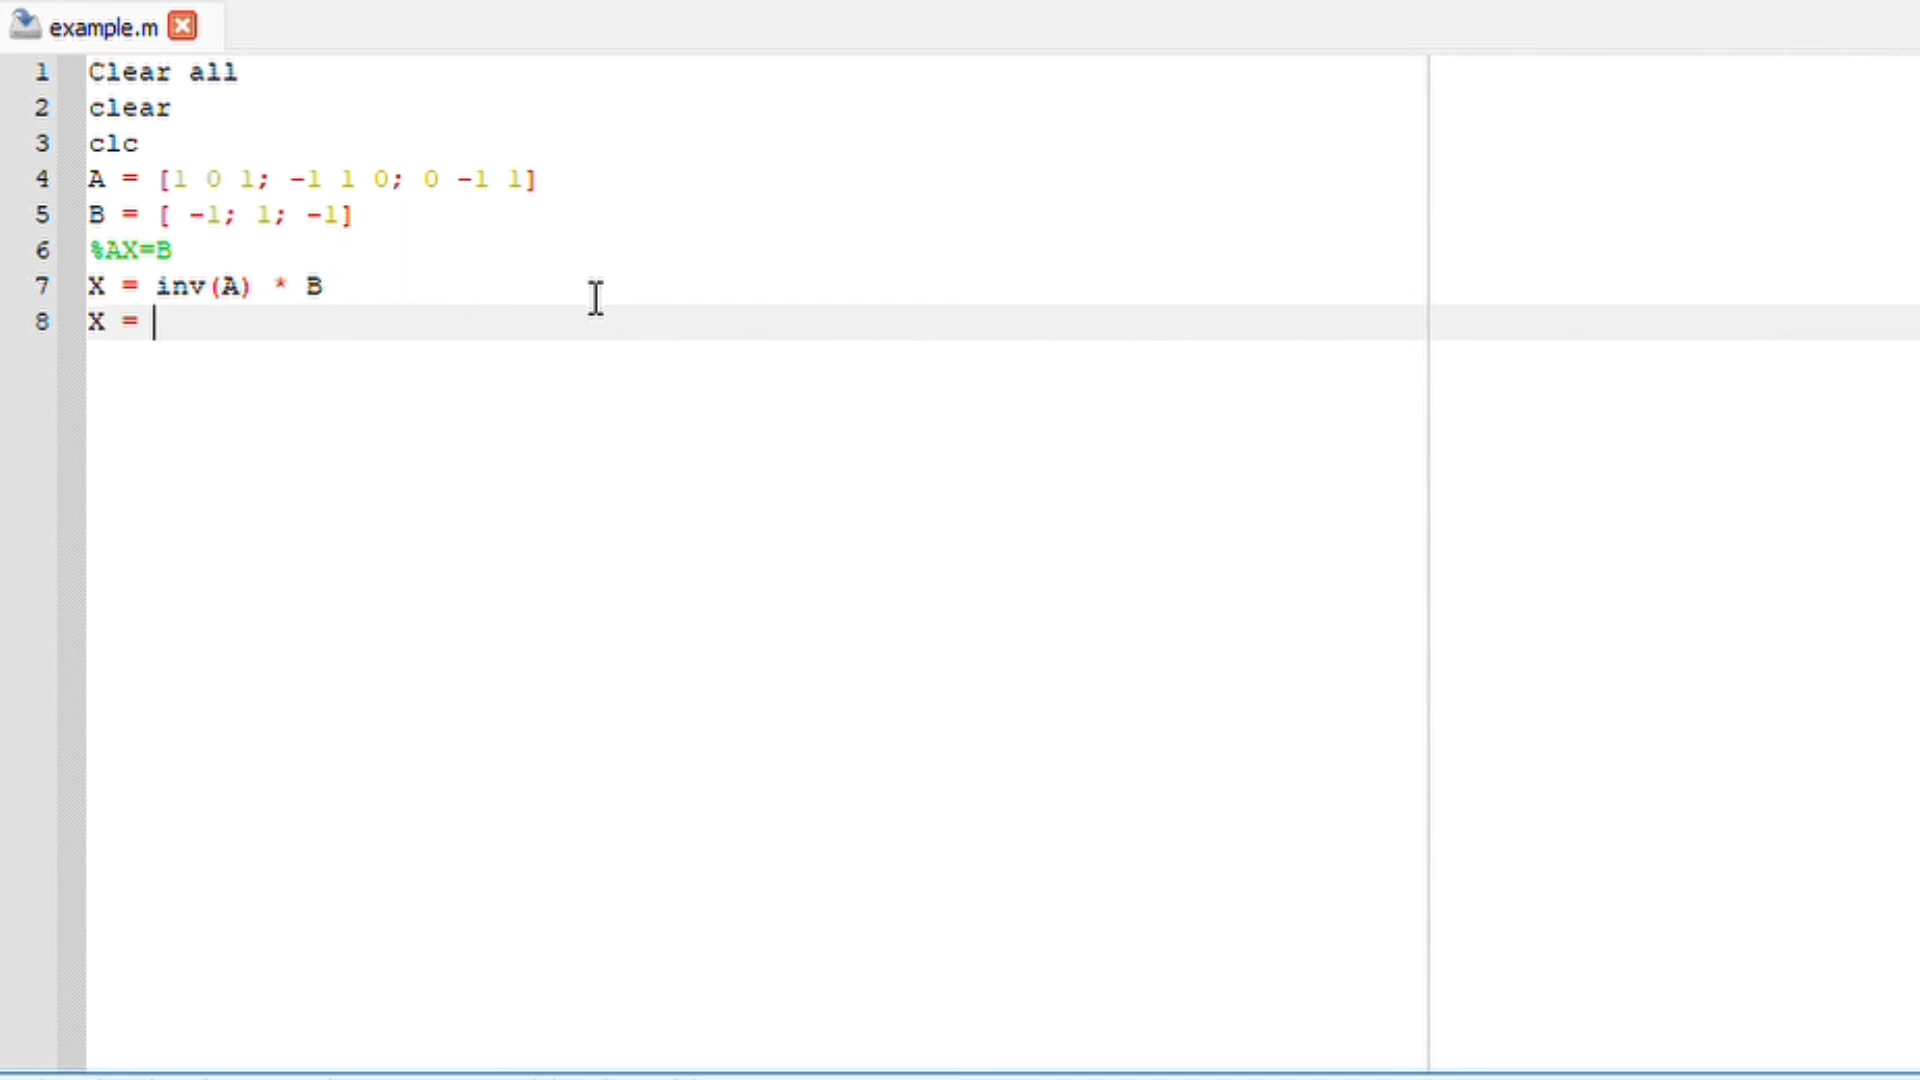 example.m
1 Clear all
2 clear
3 clc
4 A = [1 0 1; -1 1 0; 0 -1 1]
5 B = [ -1; 1; -1]
6 %AX=B
7 X = inv(A) * B
8 X =